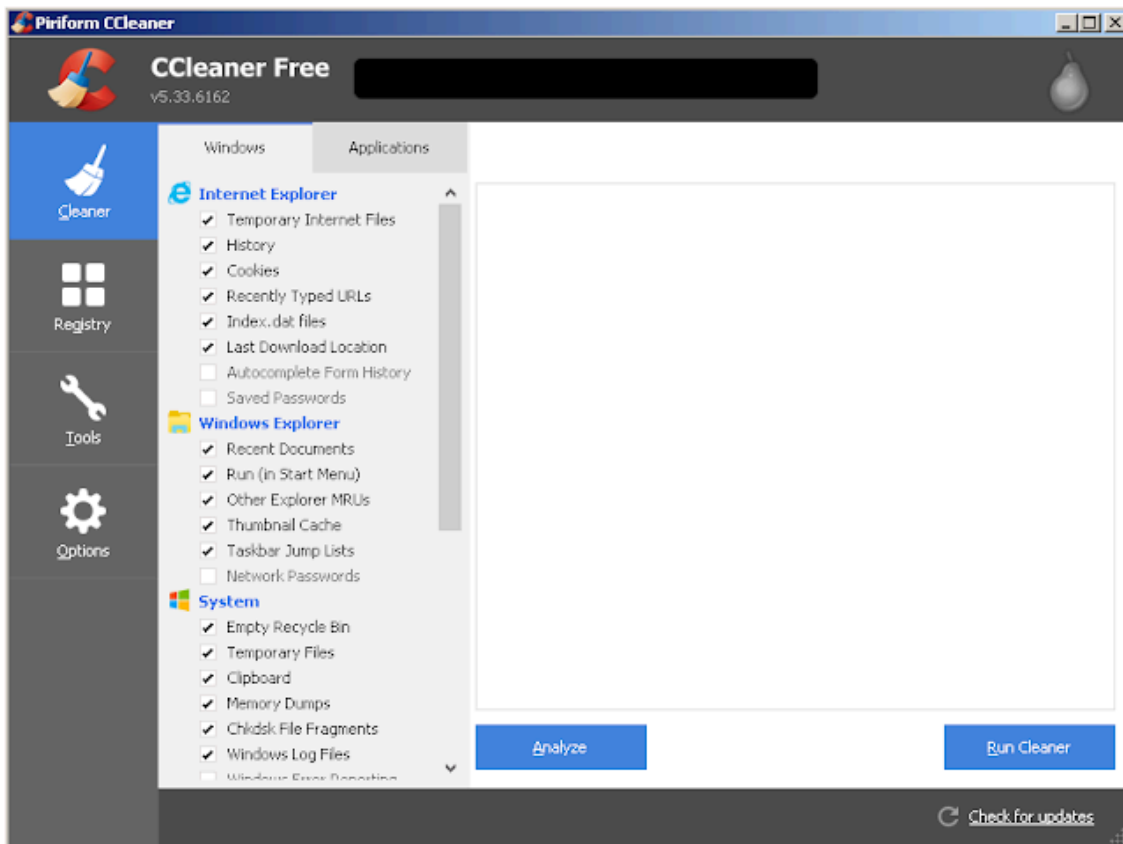 Piriform CCleaner
CCleaner Free
v5.33.6162
Cleaner
Registry
Tools
Options
Windows
Applications
Internet Explorer
Temporary Internet Files
History
Cookies
Recently Typed URLs
Index.dat files
Last Download Location
Autocomplete Form History
Saved Passwords
Windows Explorer
Recent Documents
Run (in Start Menu)
Other Explorer MRUs
Thumbnail Cache
Taskbar Jump Lists
Network Passwords
System
Empty Recycle Bin
Temporary Files
Clipboard
Memory Dumps
Chkdsk File Fragments
Windows Log Files
Windows Error Reporting
Analyze
Run Cleaner
Check for updates